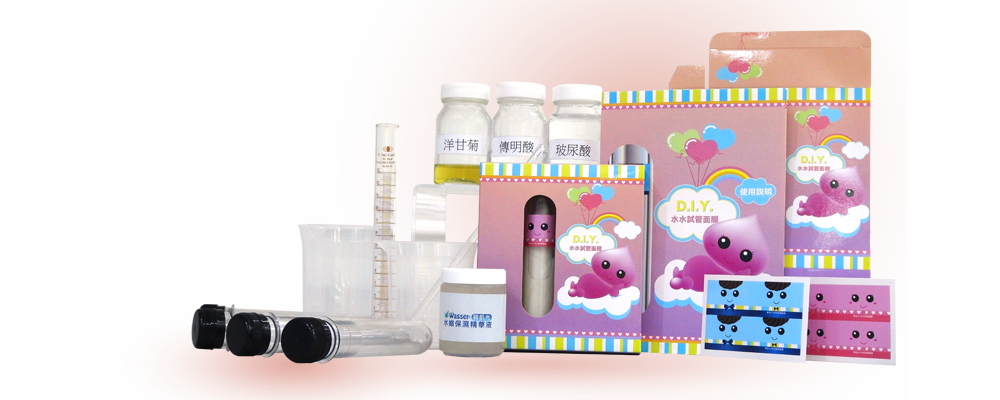 洋甘菊
傳明酸
玻尿酸
D.I.Y.
水水試管面膜
使用説明
D.I.Y.
水水試管面膜
D.I.Y.
水水試管面膜
Wasser
水嫩保濕精華液